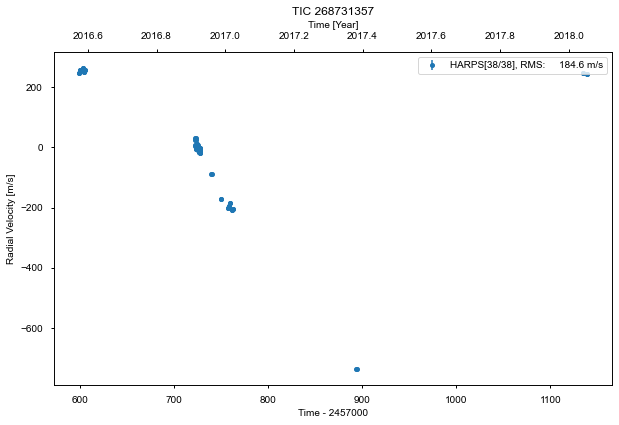 TIC 268731357
Time [Year]
2016.6 2016.8 2017.0 2017.2 2017.4 2017.6 2017.8 2018.0
HARPS[38/38], RMS: 184.6 m/s
Radial Velocity [m/s]
200
0
−200
−400
−600
600 700 800 900 1000 1100
Time - 2457000